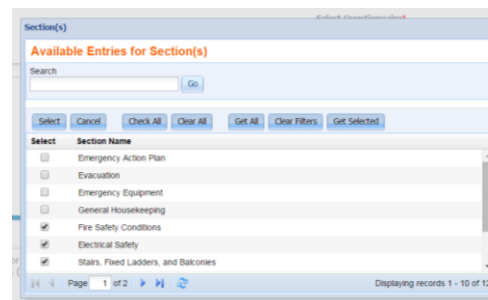 Select Questionnaire*
Section(s)
Available Entries for Section(s)
Search
Go
Select Cancel Check All Clear All Get All Clear Filters Get Selected
Select Section Name
Emergency Action Plan
Evacuation
Emergency Equipment
General Housekeeping
Fire Safety Conditions
Electrical Safety
Stairs, Fixed Ladders, and Balconies
Page 1 of 2 Displaying records 1 - 10 of 12